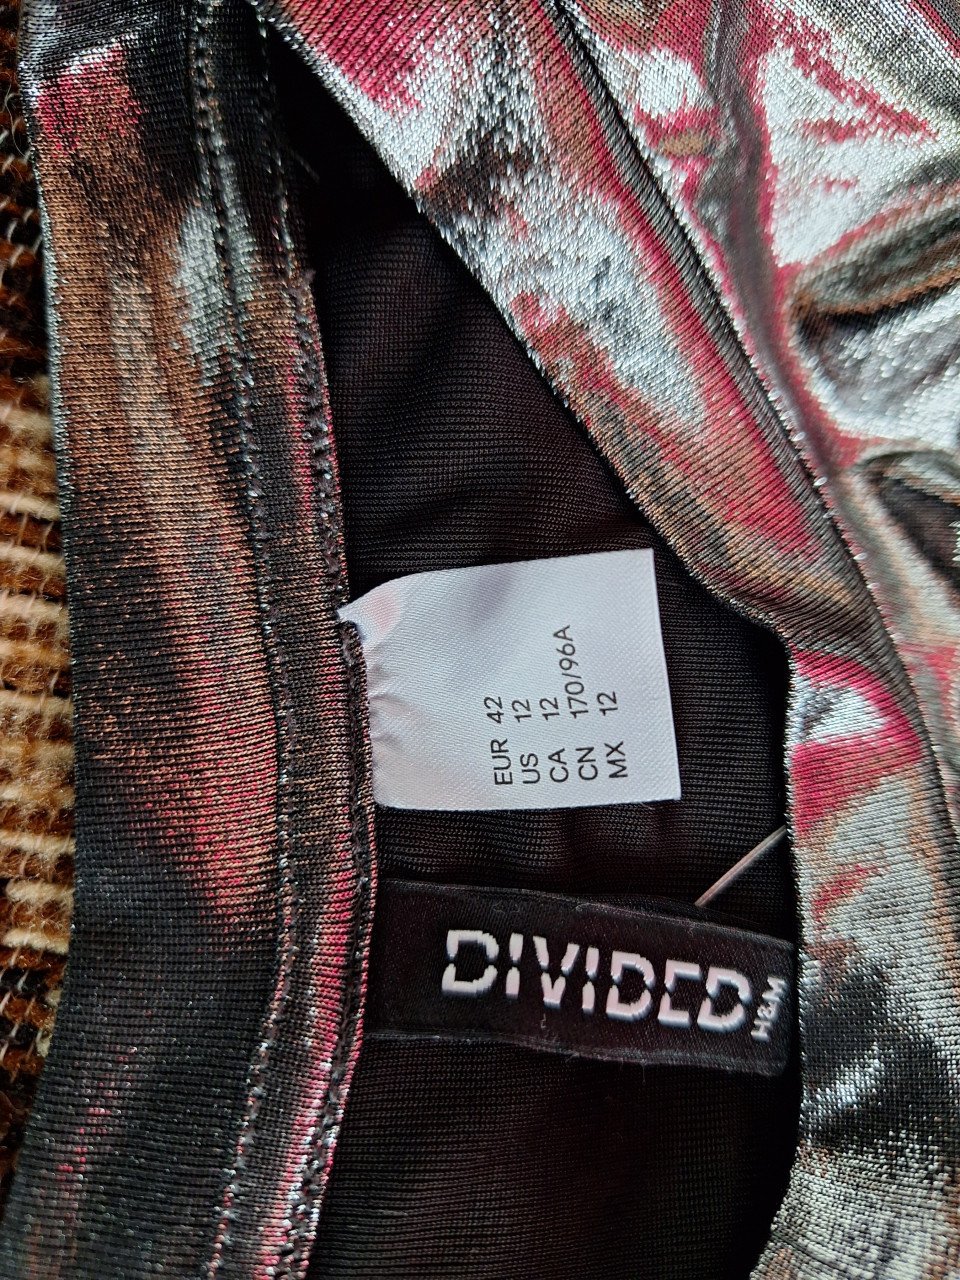 EUR 42
US 12
CA 12
CN 170/96A
MX 12
DIVIDED
H&M